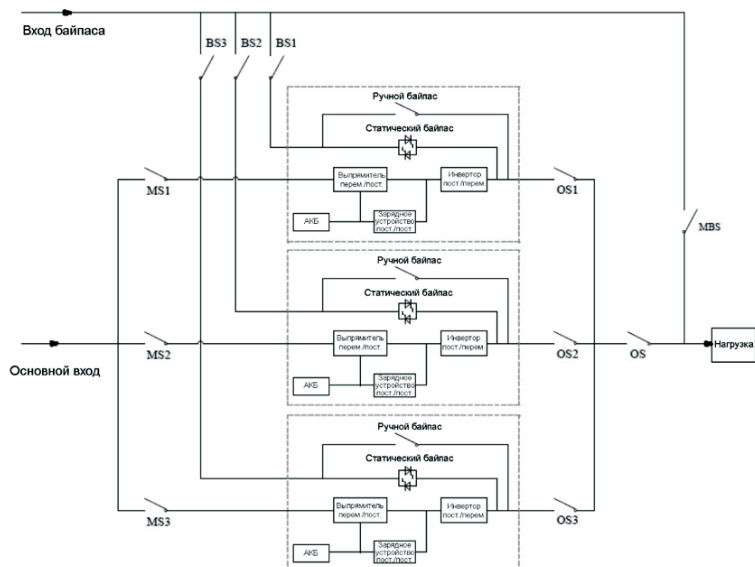 Вход байпаса
BS3
BS2
BS1
Ручной байпас
Статический байпас
MS1
Выпрямитель
перем./пост.
Инвертор
пост./перем.
OS1
АКБ
Зарядное
устройство
пост./пост.
MBS
Ручной байпас
Статический байпас
MS2
Выпрямитель
перем./пост.
Инвертор
пост./перем.
OS2
OS
Нагрузка
Основной вход
АКБ
Зарядное
устройство
пост./пост.
Ручной байпас
Статический байпас
MS3
Выпрямитель
перем./пост.
Инвертор
пост./перем.
OS3
АКБ
Зарядное
устройство
пост./пост.